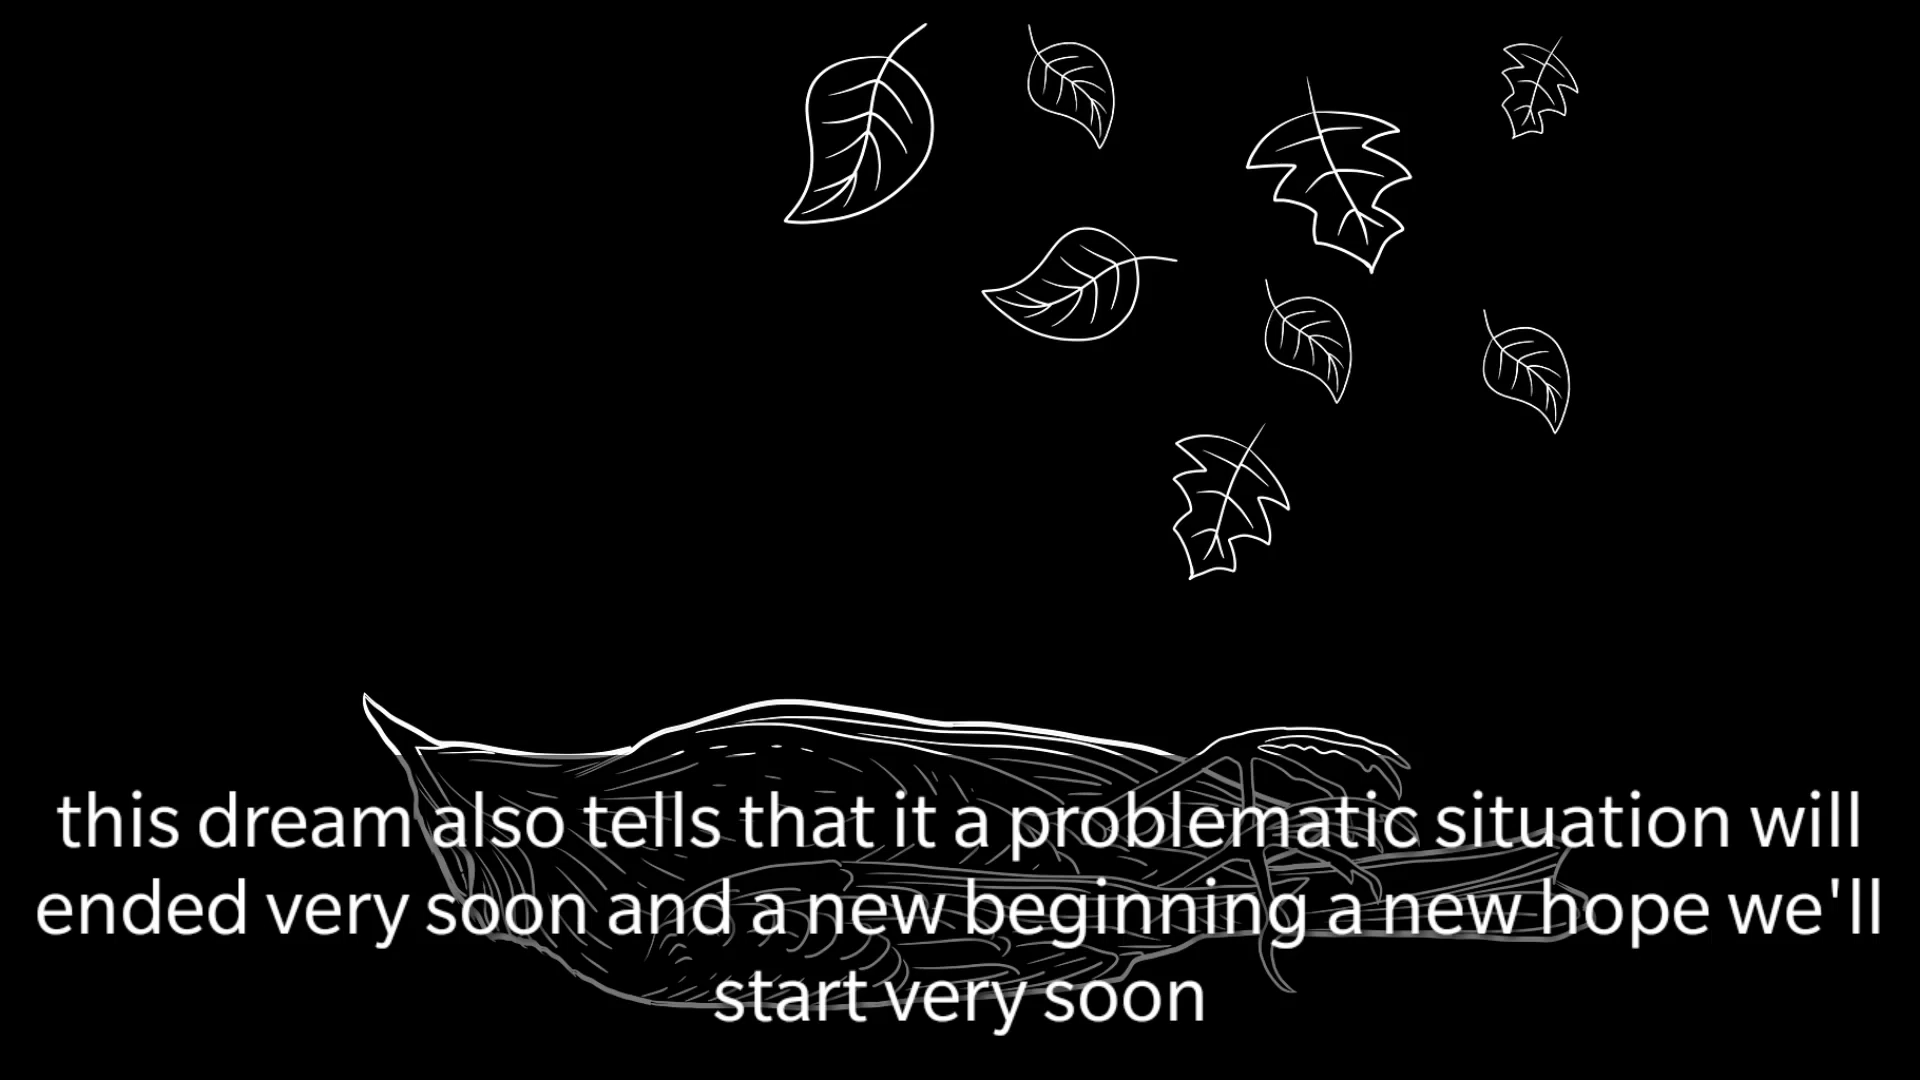 this dream also tells that it a problematic situation will
ended very soon and a new beginning a new hope we'll
start very soon